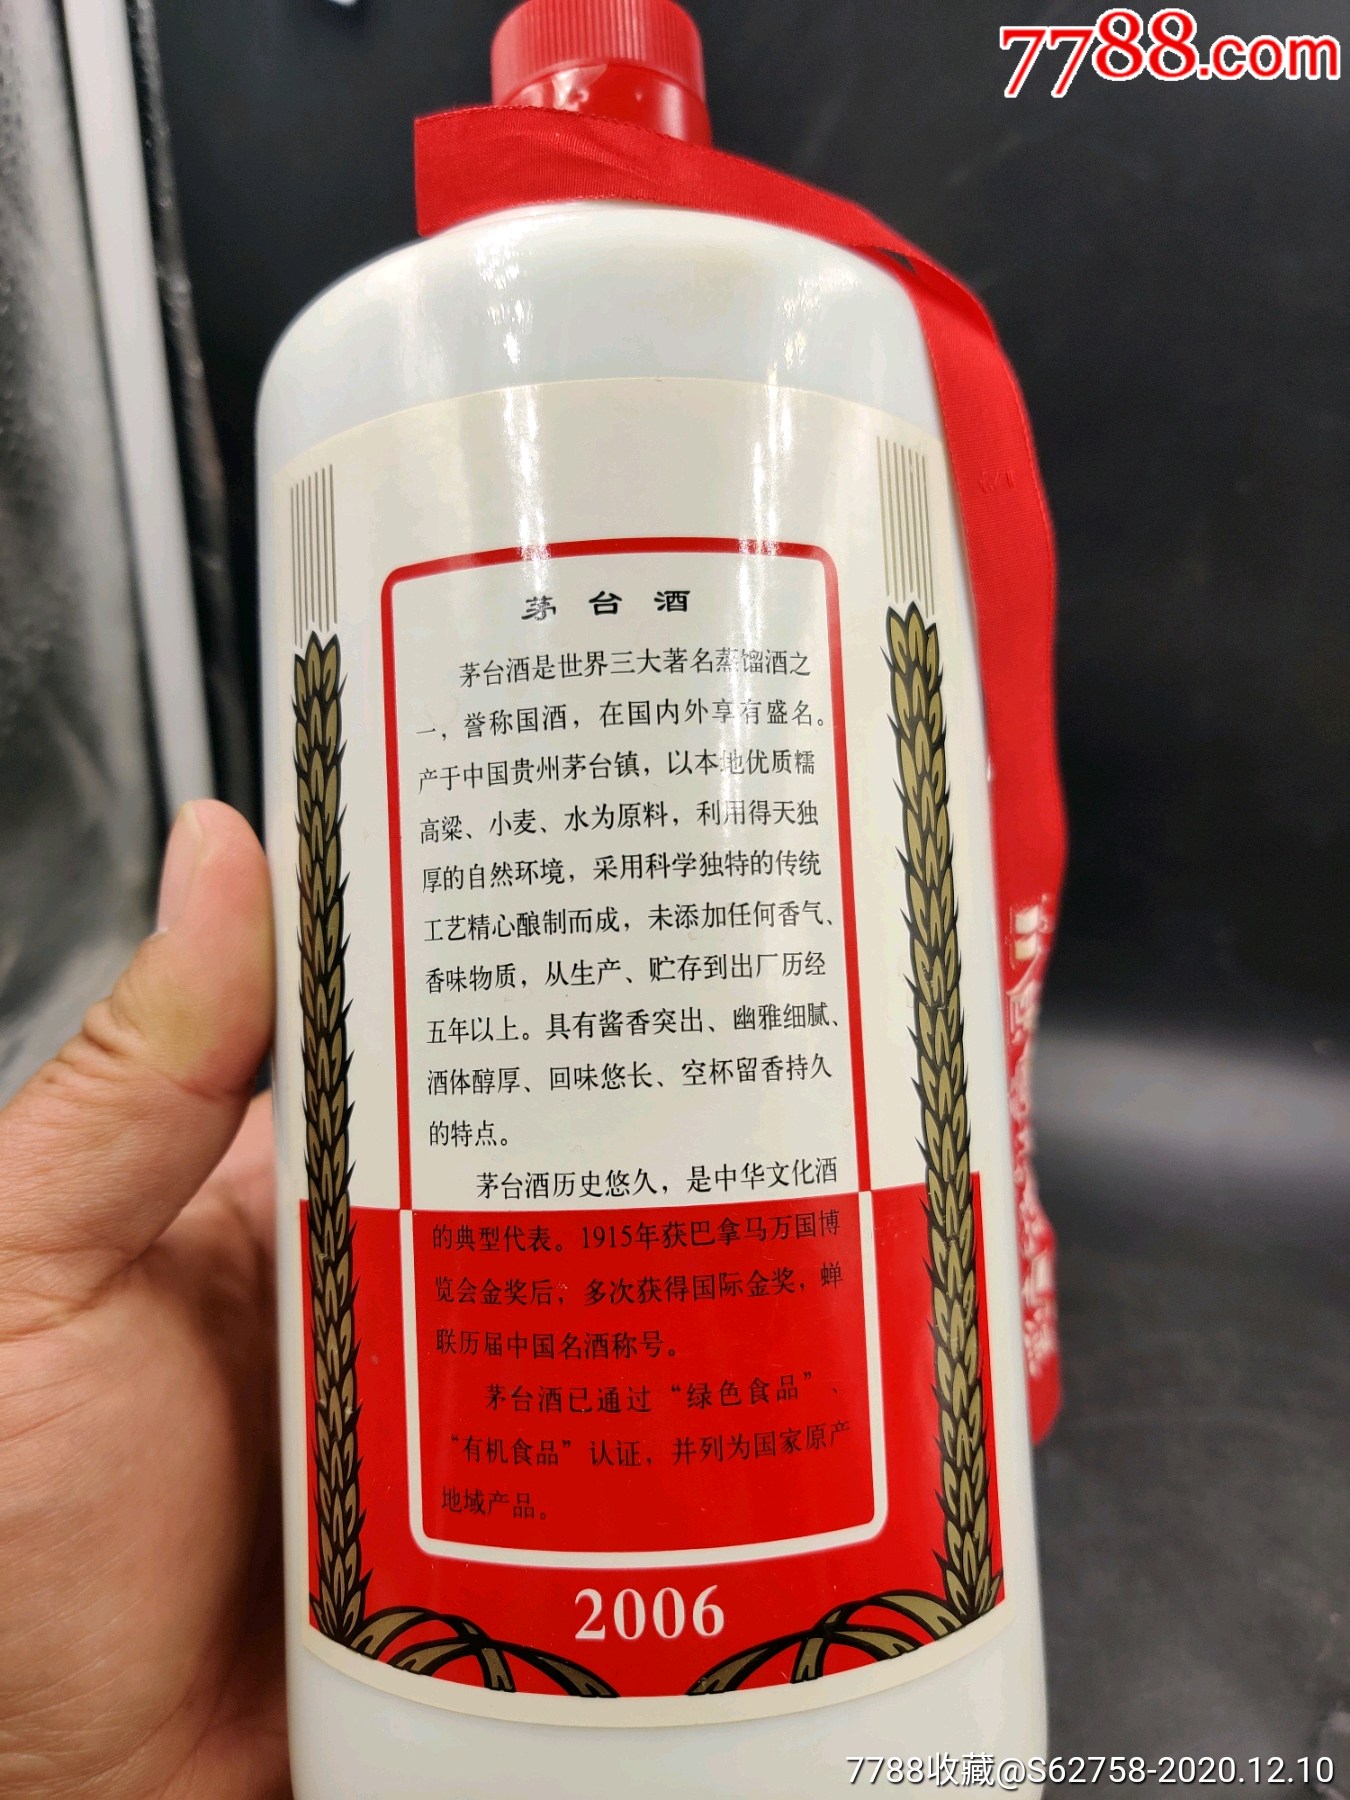 7788.com
茅台酒
茅台酒是世界三大著名蒸馏酒之
一，誉称国酒，在国内外享有盛名。
产于中国贵州茅台镇，以本地优质糯
高粱、小麦、水为原料，利用得天独
厚的自然环境，采用科学独特的传统
工艺精心酿制而成，未添加任何香气、
香味物质，从生产、贮存到出厂历经
五年以上。具有酱香突出、幽雅细腻、
酒体醇厚、回味悠长、空杯留香持久
的特点。
茅台酒历史悠久，是中华文化酒
的典型代表。1915年获巴拿马万国博
览会金奖后，多次获得国际金奖，蝉
联历届中国名酒称号。
茅台酒已通过“绿色食品”、
“有机食品”认证，并列为国家原产
地域产品。
2006
7788收藏@S62758-2020.12.10